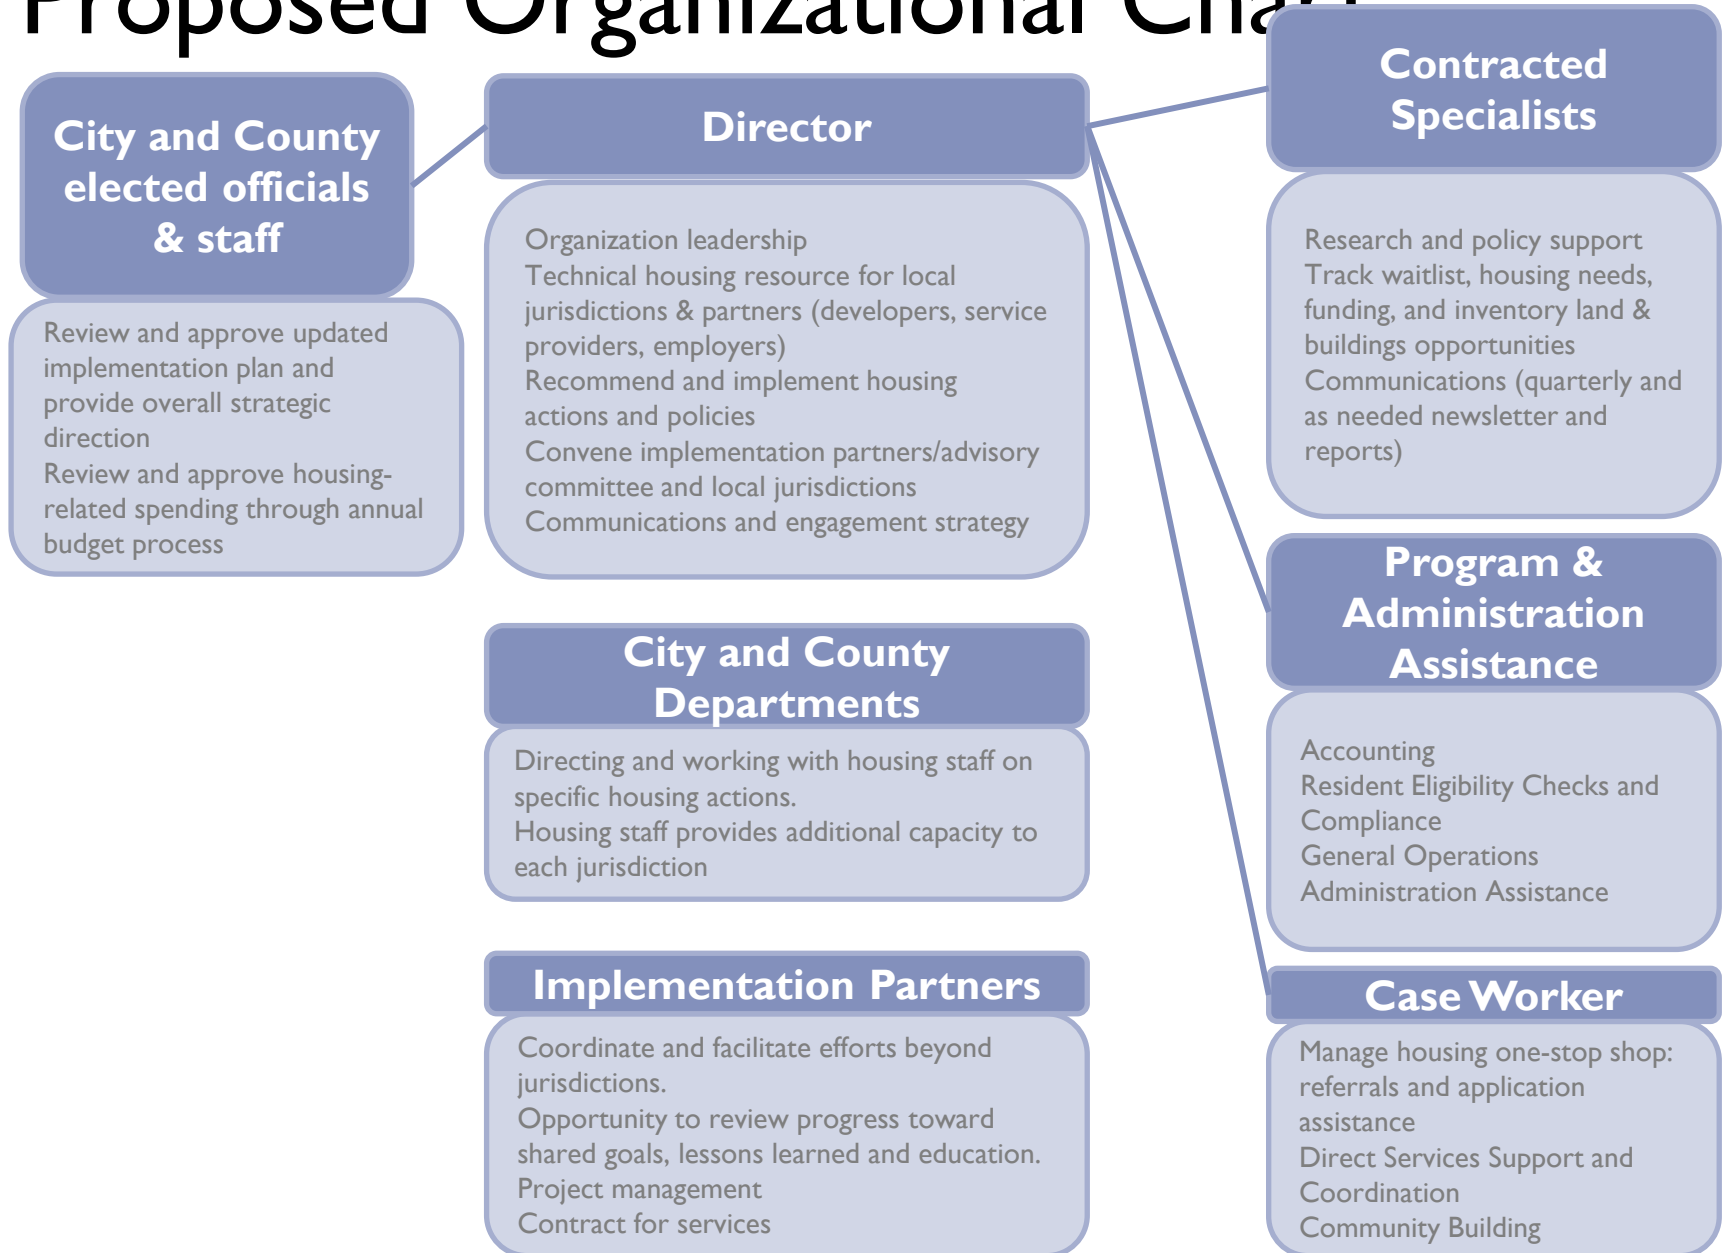 Proposed Organizational Chart
City and County
elected officials
& staff
Review and approve updated
implementation plan and
provide overall strategic
direction
Review and approve housing-
related spending through annual
budget process
Director
Organization leadership
Technical housing resource for local
jurisdictions & partners (developers, service
providers, employers)
Recommend and implement housing
actions and policies
Convene implementation partners/advisory
committee and local jurisdictions
Communications and engagement strategy
City and County
Departments
Directing and working with housing staff on
specific housing actions.
Housing staff provides additional capacity to
each jurisdiction
Implementation Partners
Coordinate and facilitate efforts beyond
jurisdictions.
Opportunity to review progress toward
shared goals, lessons learned and education.
Project management
Contract for services
Contracted
Specialists
Research and policy support
Track waitlist, housing needs,
funding, and inventory land &
buildings opportunities
Communications (quarterly and
as needed newsletter and
reports)
Program &
Administration
Assistance
Accounting
Resident Eligibility Checks and
Compliance
General Operations
Administration Assistance
Case Worker
Manage housing one-stop shop:
referrals and application
assistance
Direct Services Support and
Coordination
Community Building